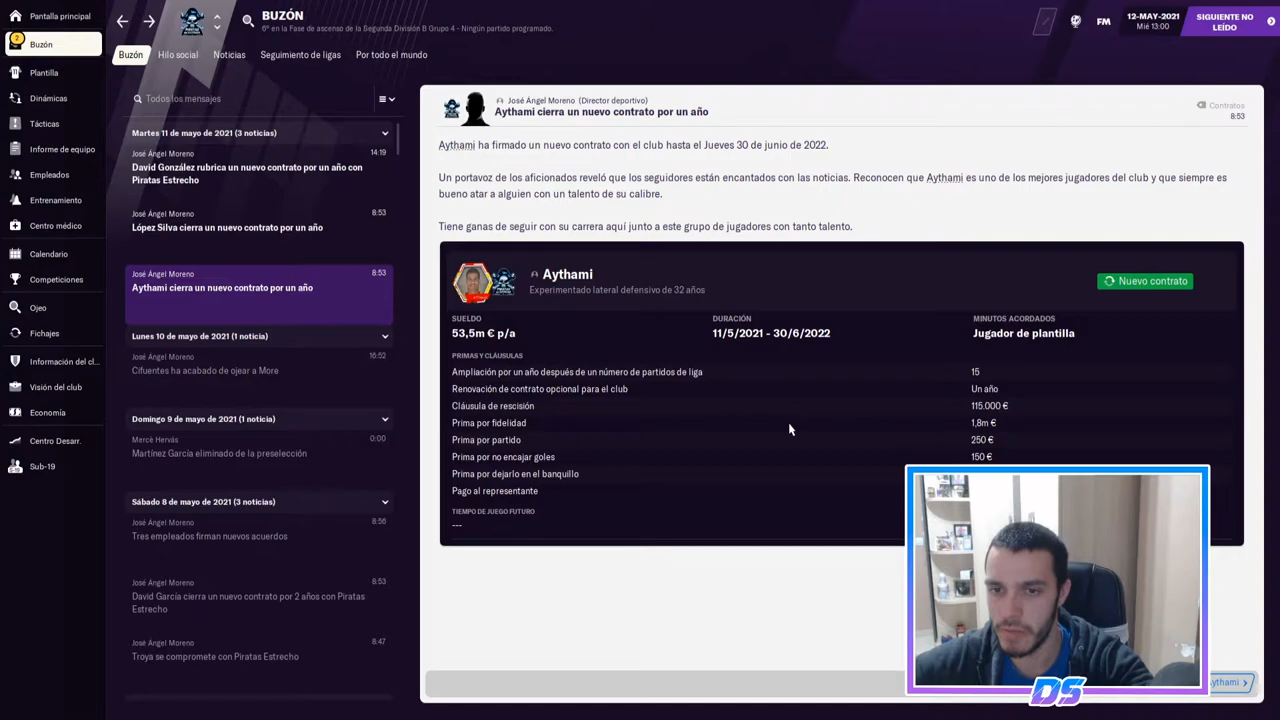 Pantalla principal
2
Buzón
Plantilla
Dinámicas
Tácticas
Informe de equipo
Empleados
Entrenamiento
Centro médico
Calendario
Competiciones
Ojeo
Fichajes
Información del cl...
Visión del club
Economía
Centro Desarr.
Sub-19
BUZÓN
6º en la Fase de ascenso de la Segunda División B Grupo 4 - Ningún partido programado.
FM
12-MAY-2021
Mié 13:00
SIGUIENTE NO
LEÍDO
Buzón
Hilo social
Noticias
Seguimiento de ligas
Por todo el mundo
Todos los mensajes
Martes 11 de mayo de 2021 (3 noticias)
José Ángel Moreno 14:19
David González rubrica un nuevo contrato por un año con
Piratas Estrecho
José Ángel Moreno 8:53
López Silva cierra un nuevo contrato por un año
José Ángel Moreno 8:53
Aythami cierra un nuevo contrato por un año
Lunes 10 de mayo de 2021 (1 noticia)
José Ángel Moreno 16:52
Cifuentes ha acabado de ojear a More
Domingo 9 de mayo de 2021 (1 noticia)
Mercè Hervás 0:00
Martínez García eliminado de la preselección
Sábado 8 de mayo de 2021 (3 noticias)
José Ángel Moreno 8:56
Tres empleados firman nuevos acuerdos
José Ángel Moreno 8:53
David García cierra un nuevo contrato por 2 años con Piratas
Estrecho
José Ángel Moreno 8:47
Troya se compromete con Piratas Estrecho
José Ángel Moreno (Director deportivo)
Aythami cierra un nuevo contrato por un año
Contratos
8:53
Aythami ha firmado un nuevo contrato con el club hasta el Jueves 30 de junio de 2022.
Un portavoz de los aficionados reveló que los seguidores están encantados con las noticias. Reconocen que Aythami es uno de los mejores jugadores del club y que siempre es
bueno atar a alguien con un talento de su calibre.
Tiene ganas de seguir con su carrera aquí junto a este grupo de jugadores con tanto talento.
Aythami
Experimentado lateral defensivo de 32 años
Nuevo contrato
SUELDO
53,5m € p/a
DURACIÓN
11/5/2021 - 30/6/2022
MINUTOS ACORDADOS
Jugador de plantilla
PRIMAS Y CLÁUSULAS
Ampliación por un año después de un número de partidos de liga 15
Renovación de contrato opcional para el club Un año
Cláusula de rescisión 115.000 €
Prima por fidelidad 1,8m €
Prima por partido 250 €
Prima por no encajar goles 150 €
Prima por dejarlo en el banquillo
Pago al representante
TIEMPO DE JUEGO FUTURO
---
Aythami
DS